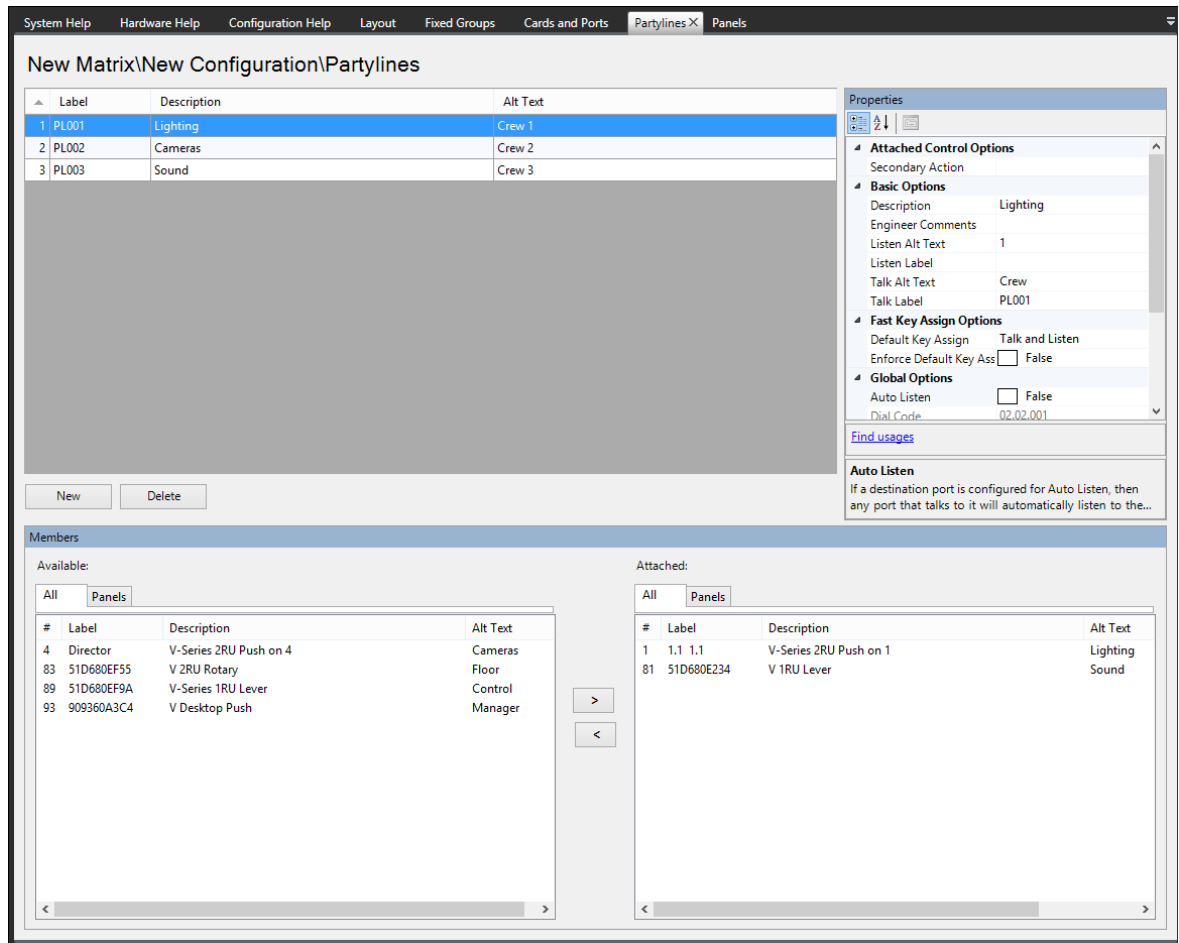 System Help Hardware Help Configuration Help Layout Fixed Groups Cards and Ports Partylines X Panels
New Matrix\New Configuration\Partylines
Label Description Alt Text
1 PL001 Lighting Crew 1
2 PL002 Cameras Crew 2
3 PL003 Sound Crew 3
New Delete
Properties
Attached Control Options
Secondary Action
Basic Options
Description Lighting
Engineer Comments
Listen Alt Text 1
Listen Label
Talk Alt Text Crew
Talk Label PL001
Fast Key Assign Options
Default Key Assign Talk and Listen
Enforce Default Key Ass False
Global Options
Auto Listen False
Dial Code 02.02.001
Find usages
Auto Listen
If a destination port is configured for Auto Listen, then
any port that talks to it will automatically listen to the...
Members
Available:
All Panels
# Label Description Alt Text
4 Director V-Series 2RU Push on 4 Cameras
83 51D680EF55 V 2RU Rotary Floor
89 51D680EF9A V-Series 1RU Lever Control
93 909360A3C4 V Desktop Push Manager
>
<
Attached:
All Panels
# Label Description Alt Text
1 1.1 1.1 V-Series 2RU Push on 1 Lighting
81 51D680E234 V 1RU Lever Sound